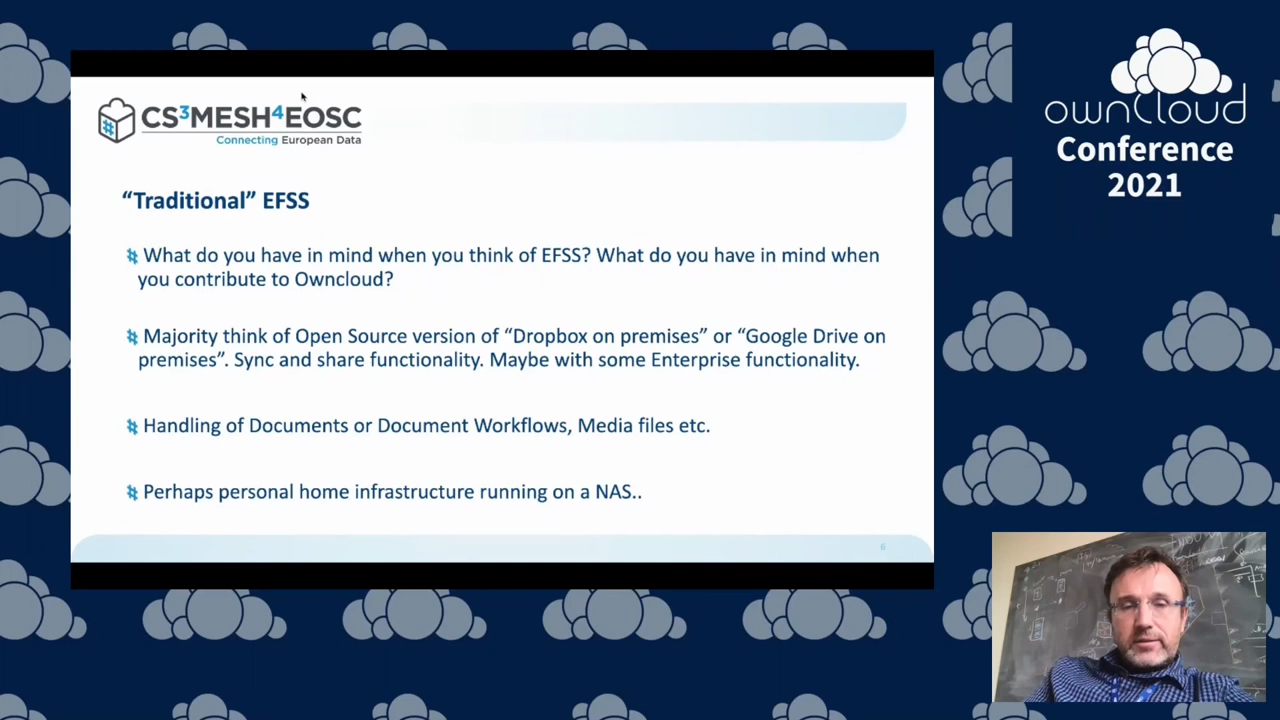 CS3MESH4EOSC
Connecting European Data
“Traditional” EFSS
What do you have in mind when you think of EFSS? What do you have in mind when
you contribute to Owncloud?
Majority think of Open Source version of “Dropbox on premises” or “Google Drive on
premises”. Sync and share functionality. Maybe with some Enterprise functionality.
Handling of Documents or Document Workflows, Media files etc.
Perhaps personal home infrastructure running on a NAS..
6
ownCloud
Conference
2021